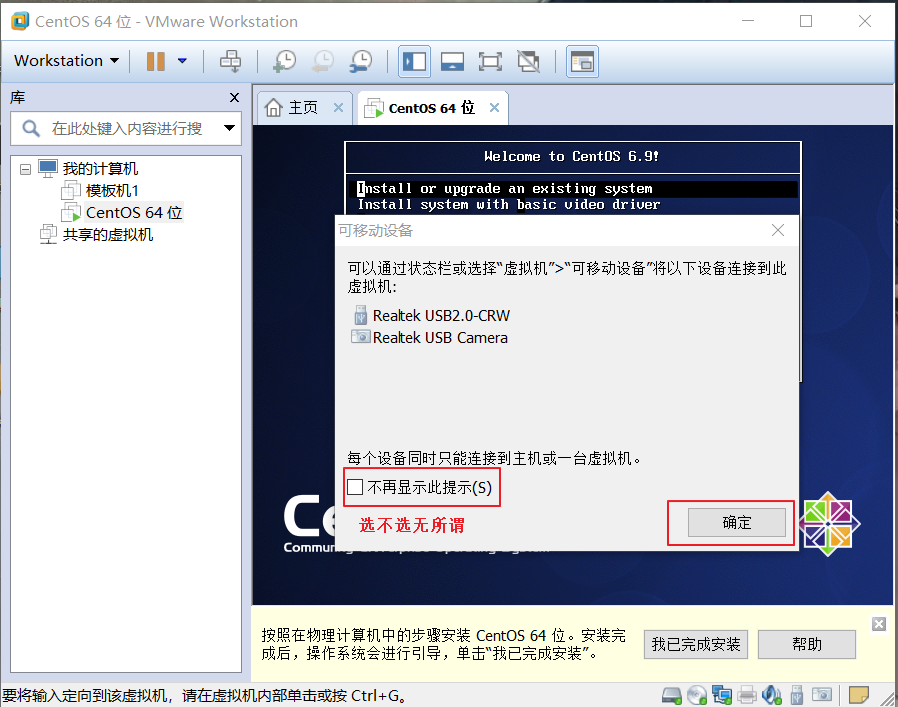 CentOS 64 位 - VMware Workstation
Workstation
库
在此处键入内容进行搜
我的计算机
模板机1
CentOS 64 位
共享的虚拟机
主页
CentOS 64 位
Welcome to CentOS 6.9!
Install or upgrade an existing system
Install system with basic video driver
可移动设备
可以通过状态栏或选择“虚拟机”>“可移动设备”将以下设备连接到此
虚拟机:
Realtek USB2.0-CRW
Realtek USB Camera
每个设备同时只能连接到主机或一台虚拟机。
不再显示此提示(S)
选不选无所谓
确定
按照在物理计算机中的步骤安装 CentOS 64 位。安装完
成后，操作系统会进行引导，单击“我已完成安装”。
我已完成安装
帮助
要将输入定向到该虚拟机，请在虚拟机内部单击或按 Ctrl+G。